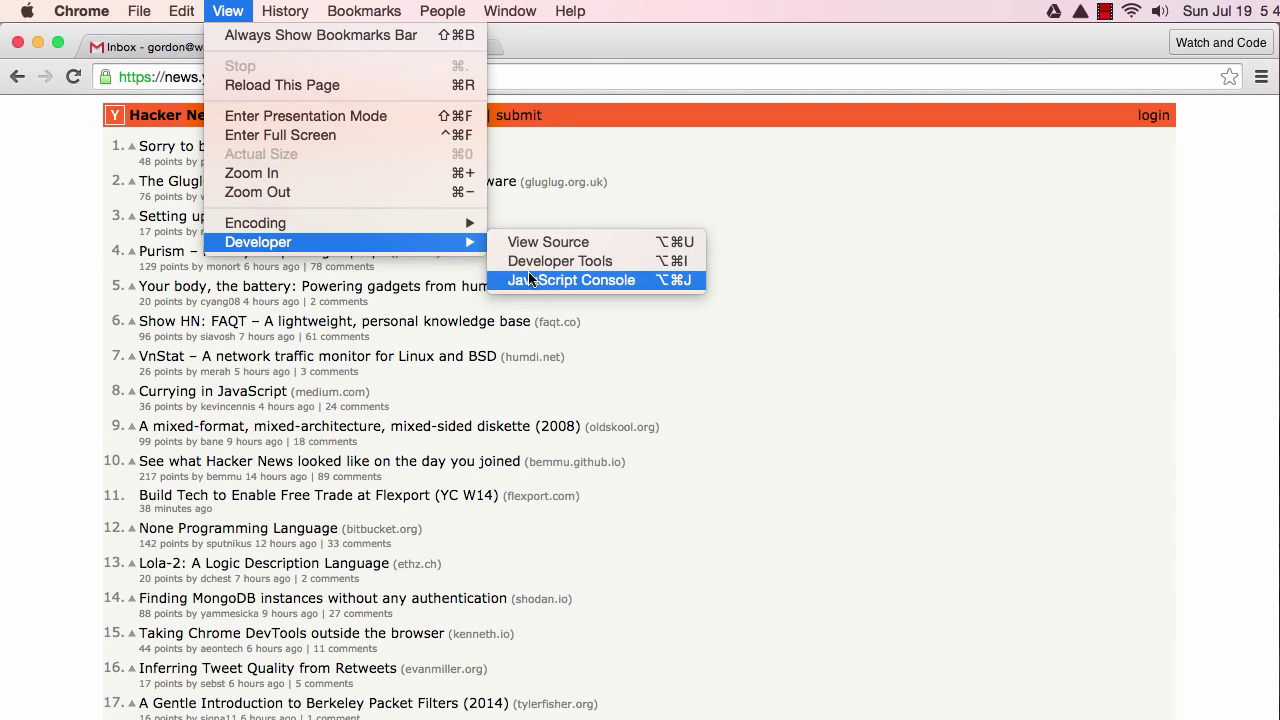 Chrome File Edit View History Bookmarks People Window Help Sun Jul 19 5 4
Inbox - gordon@w
Watch and Code
https://news.y
Always Show Bookmarks Bar ⇧⌘B
Stop ⌘.
Reload This Page ⌘R
Enter Presentation Mode ⇧⌘F
Enter Full Screen ^⌘F
Actual Size ⌘0
Zoom In ⌘+
Zoom Out ⌘−
Encoding ▶
Developer ▶
View Source ⌥⌘U
Developer Tools ⌥⌘I
JavaScript Console ⌥⌘J
Y Hacker Ne | submit login
1. Sorry to b
48 points by
2. The Glugl ware (gluglug.org.uk)
76 points by
3. Setting up
17 points by
4. Purism –
129 points by monort 6 hours ago | 78 comments
5. Your body, the battery: Powering gadgets from hum
20 points by cyang08 4 hours ago | 2 comments
6. Show HN: FAQT – A lightweight, personal knowledge base (faqt.co)
96 points by siavosh 7 hours ago | 61 comments
7. VnStat – A network traffic monitor for Linux and BSD (humdi.net)
26 points by merah 5 hours ago | 3 comments
8. Currying in JavaScript (medium.com)
36 points by kevincennis 4 hours ago | 24 comments
9. A mixed-format, mixed-architecture, mixed-sided diskette (2008) (oldskool.org)
99 points by bane 9 hours ago | 18 comments
10. See what Hacker News looked like on the day you joined (bemmu.github.io)
217 points by bemmu 14 hours ago | 89 comments
11. Build Tech to Enable Free Trade at Flexport (YC W14) (flexport.com)
38 minutes ago
12. None Programming Language (bitbucket.org)
142 points by sputnikus 12 hours ago | 33 comments
13. Lola-2: A Logic Description Language (ethz.ch)
20 points by dchest 7 hours ago | 2 comments
14. Finding MongoDB instances without any authentication (shodan.io)
88 points by yammesicka 9 hours ago | 27 comments
15. Taking Chrome DevTools outside the browser (kenneth.io)
44 points by aeontech 6 hours ago | 11 comments
16. Inferring Tweet Quality from Retweets (evanmiller.org)
17 points by sebst 6 hours ago | 5 comments
17. A Gentle Introduction to Berkeley Packet Filters (2014) (tylerfisher.org)
16 points by signa11 6 hours ago | 1 comment